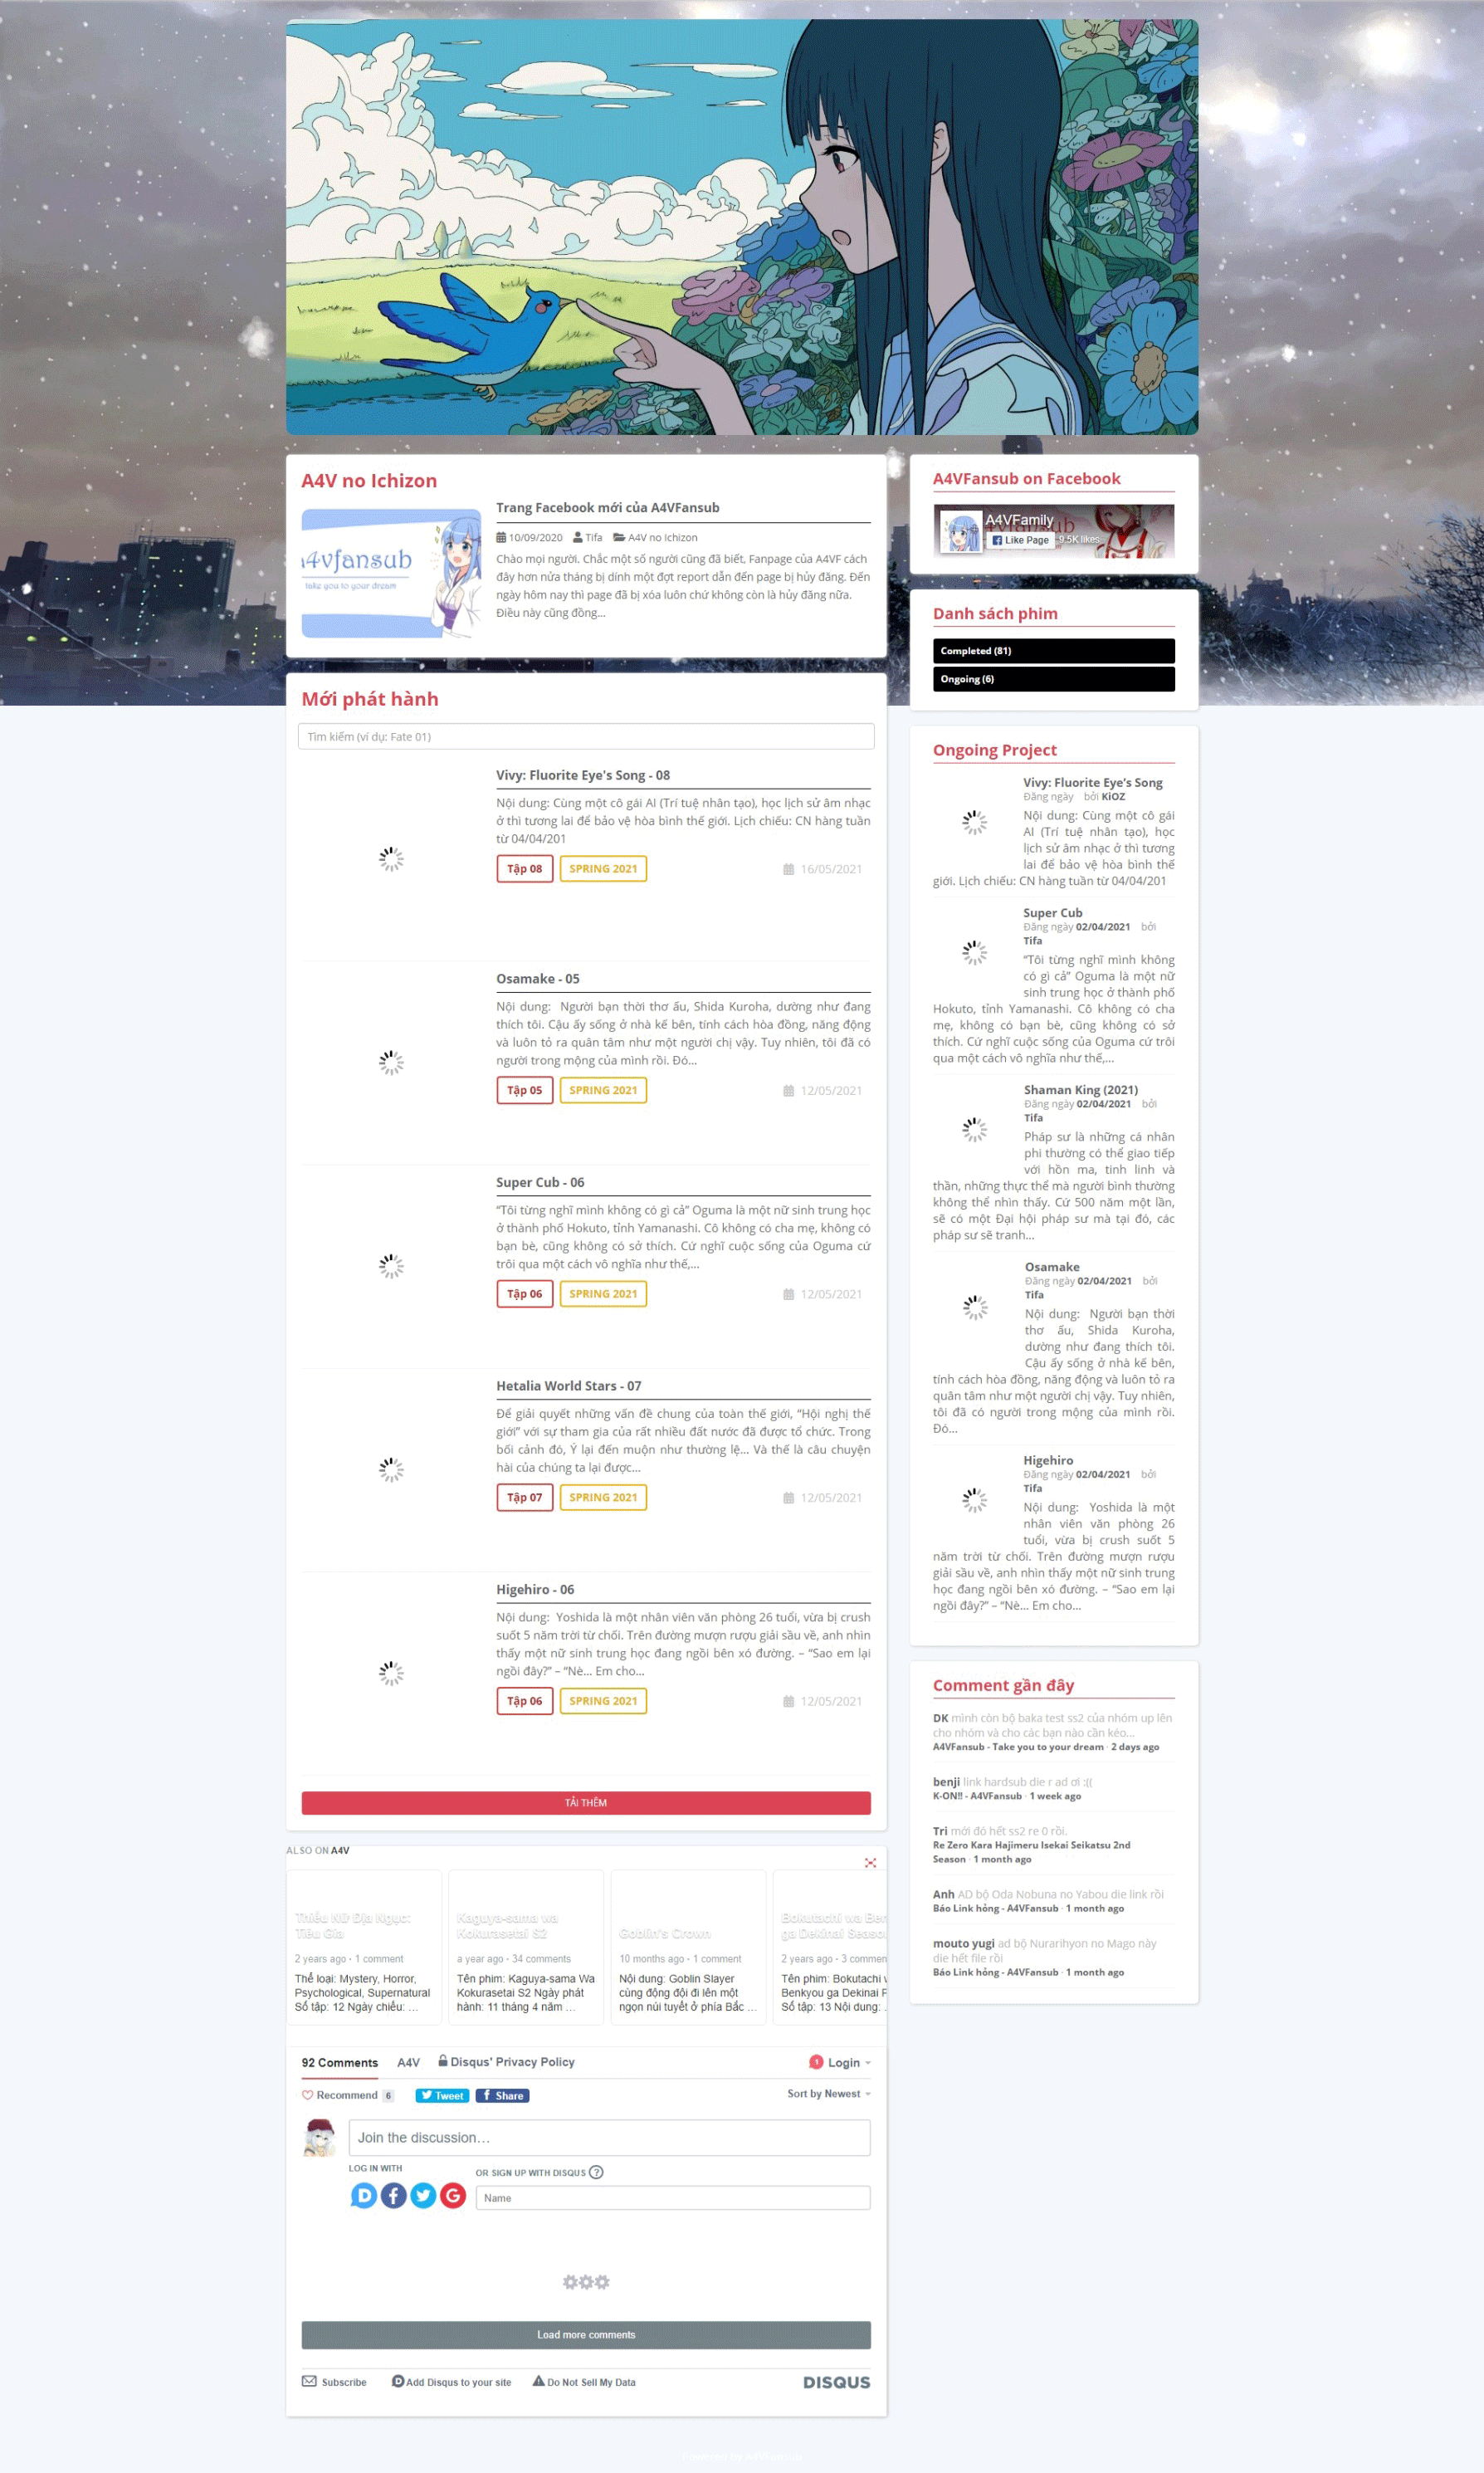 A4V no Ichizon
a4vfansub
take you to your dream
Trang Facebook mới của A4VFansub
10/09/2020 Tifa A4V no Ichizon
Chào mọi người. Chắc một số người cũng đã biết, Fanpage của A4VF cách
đây hơn nửa tháng bị dính một đợt report dẫn đến page bị hủy đăng. Đến
ngày hôm nay thì page đã bị xóa luôn chứ không còn là hủy đăng nữa.
Điều này cũng đồng...
Mới phát hành
Tìm kiếm (ví dụ: Fate 01)
Vivy: Fluorite Eye's Song - 08
Nội dung: Cùng một cô gái AI (Trí tuệ nhân tạo), học lịch sử âm nhạc
ở thì tương lai để bảo vệ hòa bình thế giới. Lịch chiếu: CN hàng tuần
từ 04/04/201
Tập 08 SPRING 2021 16/05/2021
Osamake - 05
Nội dung: Người bạn thời thơ ấu, Shida Kuroha, dường như đang
thích tôi. Cậu ấy sống ở nhà kế bên, tính cách hòa đồng, năng động
và luôn tỏ ra quân tâm như một người chị vậy. Tuy nhiên, tôi đã có
người trong mộng của mình rồi. Đó...
Tập 05 SPRING 2021 12/05/2021
Super Cub - 06
“Tôi từng nghĩ mình không có gì cả” Oguma là một nữ sinh trung học
ở thành phố Hokuto, tỉnh Yamanashi. Cô không có cha mẹ, không có
bạn bè, cũng không có sở thích. Cứ nghĩ cuộc sống của Oguma cứ
trôi qua một cách vô nghĩa như thế,...
Tập 06 SPRING 2021 12/05/2021
Hetalia World Stars - 07
Để giải quyết những vấn đề chung của toàn thế giới, “Hội nghị thế
giới” với sự tham gia của rất nhiều đất nước đã được tổ chức. Trong
bối cảnh đó, Ý lại đến muộn như thường lệ... Và thế là câu chuyện
hài của chúng ta lại được...
Tập 07 SPRING 2021 12/05/2021
Higehiro - 06
Nội dung: Yoshida là một nhân viên văn phòng 26 tuổi, vừa bị crush
suốt 5 năm trời từ chối. Trên đường mượn rượu giải sầu về, anh nhìn
thấy một nữ sinh trung học đang ngồi bên xó đường. – “Sao em lại
ngồi đây?” – “Nè... Em cho...
Tập 06 SPRING 2021 12/05/2021
TẢI THÊM
ALSO ON A4V
Thiếu Nữ Địa Ngục:
Tiêu Gia
2 years ago • 1 comment
Thể loại: Mystery, Horror,
Psychological, Supernatural
Số tập: 12 Ngày chiếu: ...
Kaguya-sama wa
Kokurasetai S2
a year ago • 34 comments
Tên phim: Kaguya-sama Wa
Kokurasetai S2 Ngày phát
hành: 11 tháng 4 năm ...
Goblin's Crown
10 months ago • 1 comment
Nội dung: Goblin Slayer
cùng đồng đội đi lên một
ngọn núi tuyết ở phía Bắc ...
Bokutachi wa Ben
ga Dekinai Seaso
2 years ago • 3 commen
Tên phim: Bokutachi
Benkyou ga Dekinai F
Số tập: 13 Nội dung:
92 Comments A4V Disqus' Privacy Policy 1 Login
Recommend 6 Tweet f Share Sort by Newest
Join the discussion...
LOG IN WITH
OR SIGN UP WITH DISQUS ?
Name
Load more comments
Subscribe Add Disqus to your site Do Not Sell My Data DISQUS
A4VFansub on Facebook
A4VFamily
Like Page 9.5K likes
Danh sách phim
Completed (81)
Ongoing (6)
Ongoing Project
Vivy: Fluorite Eye’s Song
Đăng ngày bởi KiOZ
Nội dung: Cùng một cô gái
AI (Trí tuệ nhân tạo), học
lịch sử âm nhạc ở thì tương
lai để bảo vệ hòa bình thế
giới. Lịch chiếu: CN hàng tuần từ 04/04/201
Super Cub
Đăng ngày 02/04/2021 bởi
Tifa
“Tôi từng nghĩ mình không
có gì cả” Oguma là một nữ
sinh trung học ở thành phố
Hokuto, tỉnh Yamanashi. Cô không có cha
mẹ, không có bạn bè, cũng không có sở
thích. Cứ nghĩ cuộc sống của Oguma cứ trôi
qua một cách vô nghĩa như thế,...
Shaman King (2021)
Đăng ngày 02/04/2021 bởi
Tifa
Pháp sư là những cá nhân
phi thường có thể giao tiếp
với hồn ma, tinh linh và
thần, những thực thể mà người bình thường
không thể nhìn thấy. Cứ 500 năm một lần,
sẽ có một Đại hội pháp sư mà tại đó, các
pháp sư sẽ tranh...
Osamake
Đăng ngày 02/04/2021 bởi
Tifa
Nội dung: Người bạn thời
thơ ấu, Shida Kuroha,
dường như đang thích tôi.
Cậu ấy sống ở nhà kế bên,
tính cách hòa đồng, năng động và luôn tỏ ra
quân tâm như một người chị vậy. Tuy nhiên,
tôi đã có người trong mộng của mình rồi.
Đó...
Higehiro
Đăng ngày 02/04/2021 bởi
Tifa
Nội dung: Yoshida là một
nhân viên văn phòng 26
tuổi, vừa bị crush suốt 5
năm trời từ chối. Trên đường mượn rượu
giải sầu về, anh nhìn thấy một nữ sinh trung
học đang ngồi bên xó đường. – “Sao em lại
ngồi đây?” – “Nè... Em cho...
Comment gần đây
DK mình còn bộ baka test ss2 của nhóm up lên
cho nhóm và cho các bạn nào cần kéo...
A4VFansub - Take you to your dream · 2 days ago
benji link hardsub die r ad ơi :((
K-ON!! - A4VFansub · 1 week ago
Tri mới đó hết ss2 re 0 rồi.
Re Zero Kara Hajimeru Isekai Seikatsu 2nd
Season · 1 month ago
Anh AD bộ Oda Nobuna no Yabou die link rồi
Báo Link hỏng - A4VFansub · 1 month ago
mouto yugi ad bộ Nurarihyon no Mago này
die hết file rồi
Báo Link hỏng - A4VFansub · 1 month ago